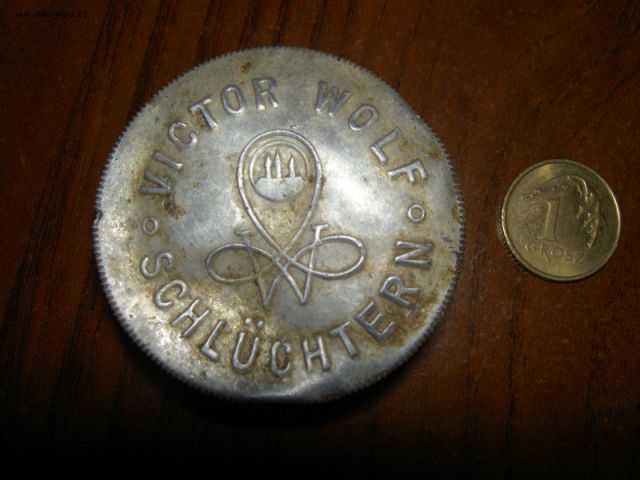 VICTOR WOLF
SCHLÜCHTERN
1
GROSZ